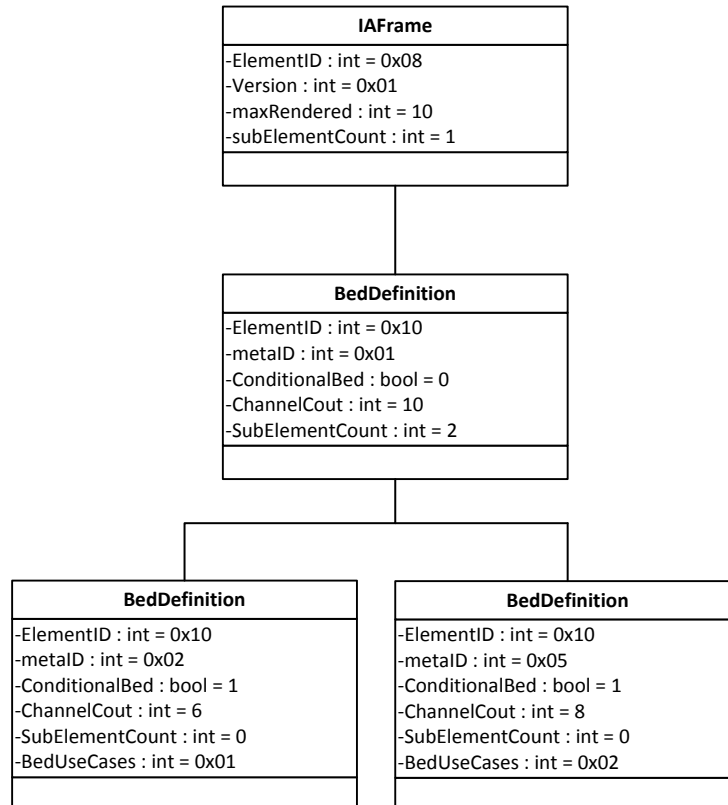 IAFrame
-ElementID : int = 0x08
-Version : int = 0x01
-maxRendered : int = 10
-subElementCount : int = 1
BedDefinition
-ElementID : int = 0x10
-metaID : int = 0x01
-ConditionalBed : bool = 0
-ChannelCout : int = 10
-SubElementCount : int = 2
BedDefinition
-ElementID : int = 0x10
-metaID : int = 0x02
-ConditionalBed : bool = 1
-ChannelCout : int = 6
-SubElementCount : int = 0
-BedUseCases : int = 0x01
BedDefinition
-ElementID : int = 0x10
-metaID : int = 0x05
-ConditionalBed : bool = 1
-ChannelCout : int = 8
-SubElementCount : int = 0
-BedUseCases : int = 0x02